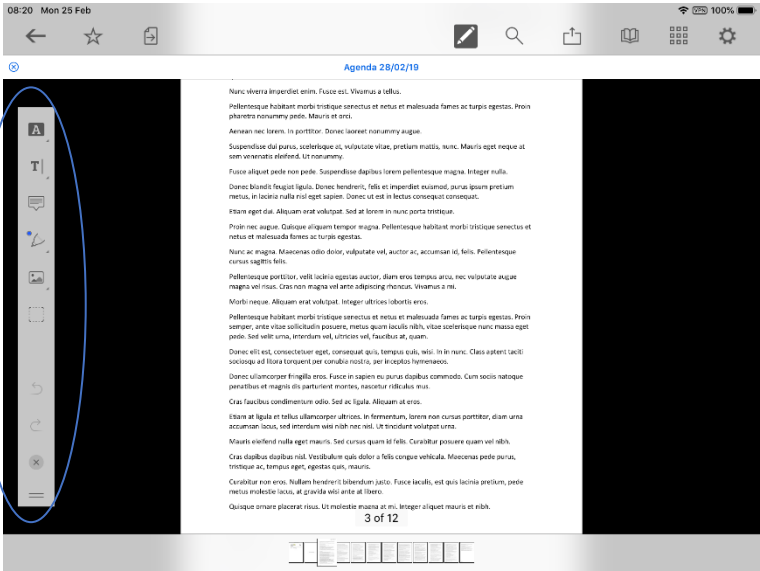 08:20 Mon 25 Feb
VPN 100%
Agenda 28/02/19
A
T
Nunc viverra imperdiet enim. Fusce est. Vivamus a tellus.
Pellentesque habitant morbi tristique senectus et netus et malesuada fames ac turpis egestas. Proin
pharetra nonummy pede. Mauris et orci.
Aenean nec lorem. In porttitor. Donec laoreet nonummy augue.
Suspendisse dui purus, scelerisque at, vulputate vitae, pretium mattis, nunc. Mauris eget neque at
sem venenatis eleifend. Ut nonummy.
Fusce aliquet pede non pede. Suspendisse dapibus lorem pellentesque magna. Integer nulla.
Donec blandit feugiat ligula. Donec hendrerit, felis et imperdiet euismod, purus ipsum pretium
metus, in lacinia nulla nisl eget sapien. Donec ut est in lectus consequat consequat.
Etiam eget dui. Aliquam erat volutpat. Sed at lorem in nunc porta tristique.
Proin nec augue. Quisque aliquam tempor magna. Pellentesque habitant morbi tristique senectus et
netus et malesuada fames ac turpis egestas.
Nunc ac magna. Maecenas odio dolor, vulputate vel, auctor ac, accumsan id, felis. Pellentesque
cursus sagittis felis.
Pellentesque porttitor, velit lacinia egestas auctor, diam eros tempus arcu, nec vulputate augue
magna vel risus. Cras non magna vel ante adipiscing rhoncus. Vivamus a mi.
Morbi neque. Aliquam erat volutpat. Integer ultrices lobortis eros.
Pellentesque habitant morbi tristique senectus et netus et malesuada fames ac turpis egestas. Proin
semper, ante vitae sollicitudin posuere, metus quam iaculis nibh, vitae scelerisque nunc massa eget
pede. Sed velit urna, interdum vel, ultricies vel, faucibus at, quam.
Donec elit est, consectetuer eget, consequat quis, tempus quis, wisi. In in nunc. Class aptent taciti
sociosqu ad litora torquent per conubia nostra, per inceptos hymenaeos.
Donec ullamcorper fringilla eros. Fusce in sapien eu purus dapibus commodo. Cum sociis natoque
penatibus et magnis dis parturient montes, nascetur ridiculus mus.
Cras faucibus condimentum odio. Sed ac ligula. Aliquam at eros.
Etiam at ligula et tellus ullamcorper ultrices. In fermentum, lorem non cursus porttitor, diam urna
accumsan lacus, sed interdum wisi nibh nec nisl. Ut tincidunt volutpat urna.
Mauris eleifend nulla eget mauris. Sed cursus quam id felis. Curabitur posuere quam vel nibh.
Cras dapibus dapibus nisl. Vestibulum quis dolor a felis congue vehicula. Maecenas pede purus,
tristique ac, tempus eget, egestas quis, mauris.
Curabitur non eros. Nullam hendrerit bibendum justo. Fusce iaculis, est quis lacinia pretium, pede
metus molestie lacus, at gravida wisi ante at libero.
Quisque ornare placerat risus. Ut molestie magna at mi. Integer aliquet mauris et nibh.
3 of 12